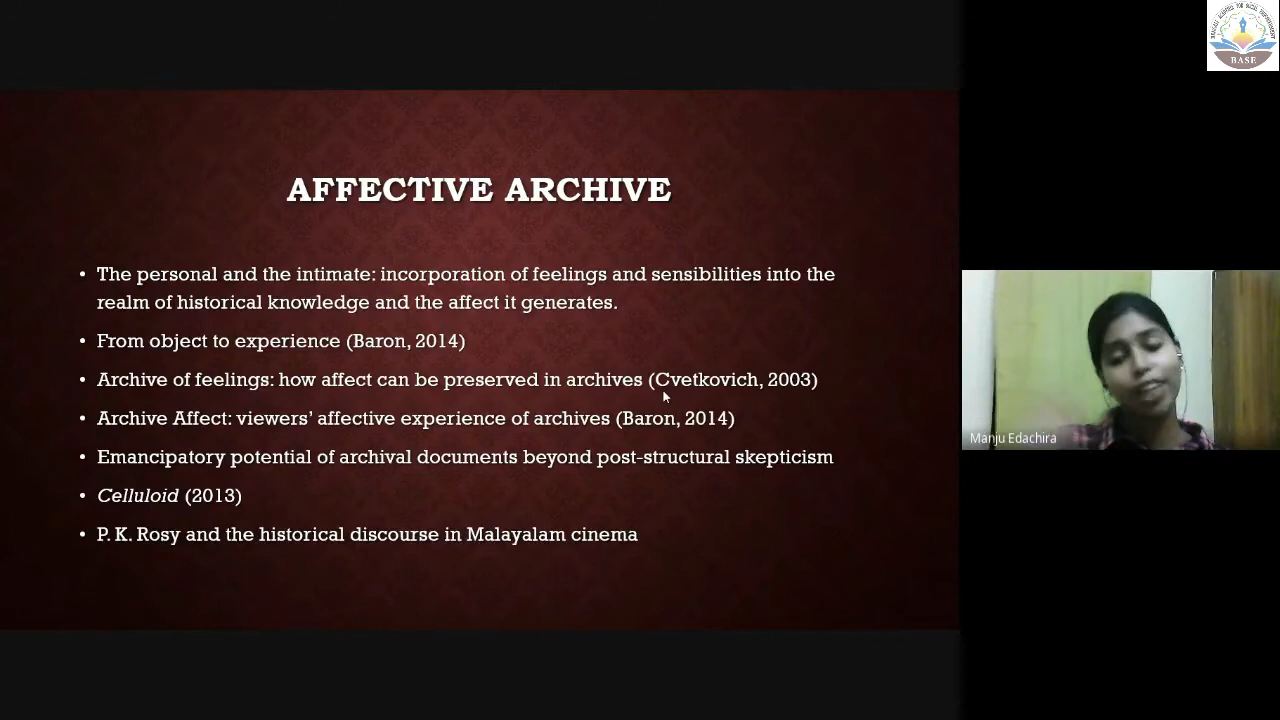 AFFECTIVE ARCHIVE
• The personal and the intimate: incorporation of feelings and sensibilities into the
realm of historical knowledge and the affect it generates.
• From object to experience (Baron, 2014)
• Archive of feelings: how affect can be preserved in archives (Cvetkovich, 2003)
• Archive Affect: viewers’ affective experience of archives (Baron, 2014)
• Emancipatory potential of archival documents beyond post-structural skepticism
• Celluloid (2013)
• P. K. Rosy and the historical discourse in Malayalam cinema
BASE
Manju Edachira